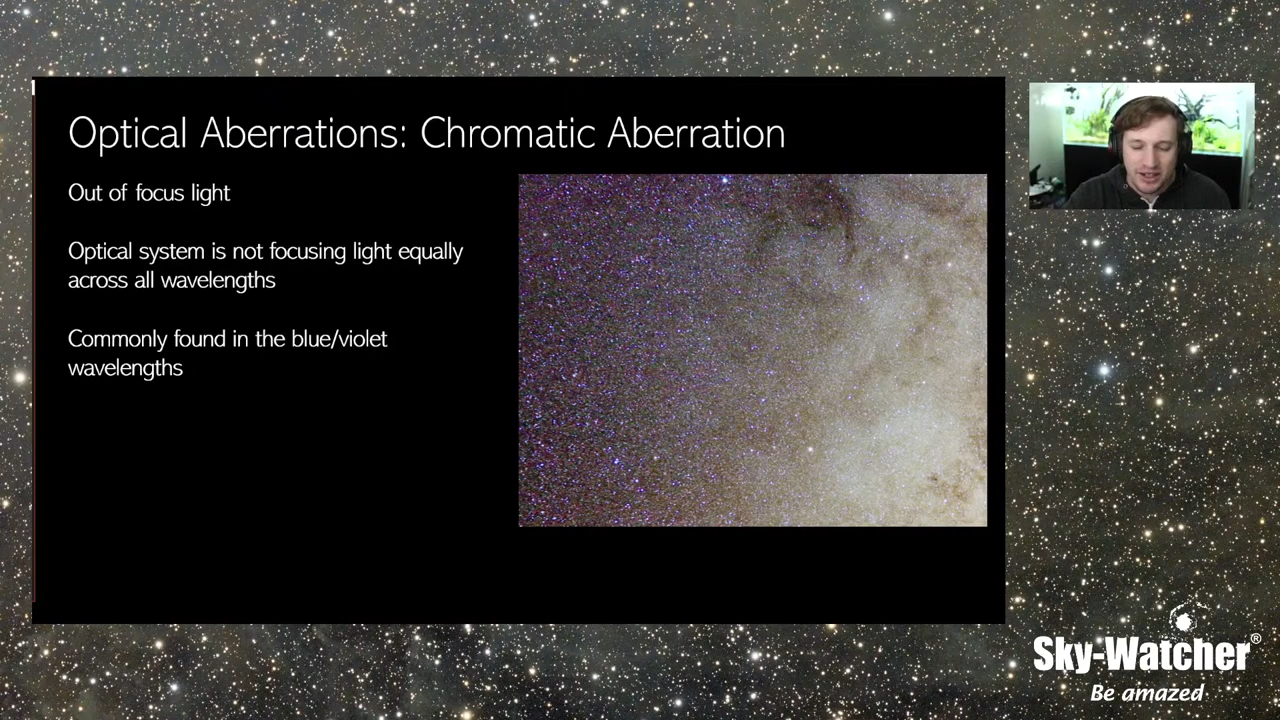 Optical Aberrations: Chromatic Aberration
Out of focus light
Optical system is not focusing light equally
across all wavelengths
Commonly found in the blue/violet
wavelengths
Sky-Watcher®
Be amazed